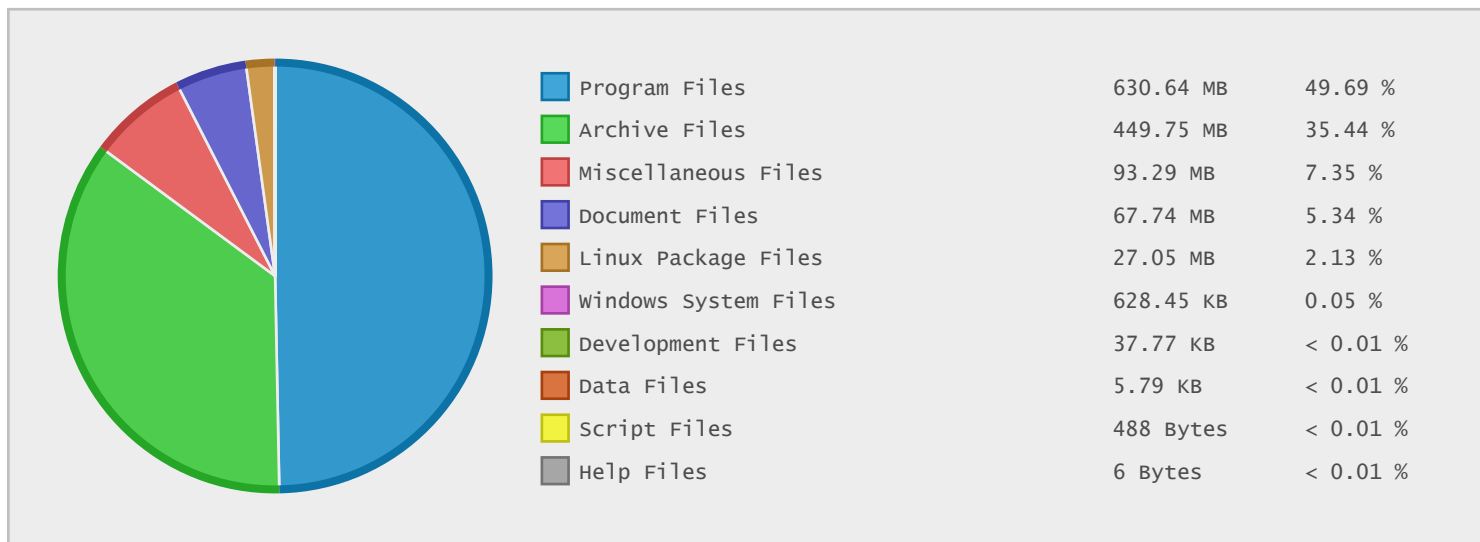 Program Files 630.64 MB 49.69 %
Archive Files 449.75 MB 35.44 %
Miscellaneous Files 93.29 MB 7.35 %
Document Files 67.74 MB 5.34 %
Linux Package Files 27.05 MB 2.13 %
Windows System Files 628.45 KB 0.05 %
Development Files 37.77 KB < 0.01 %
Data Files 5.79 KB < 0.01 %
Script Files 488 Bytes < 0.01 %
Help Files 6 Bytes < 0.01 %